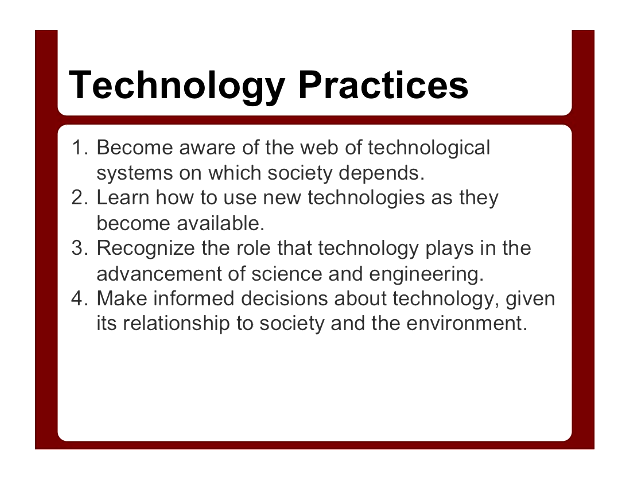 Technology Practices
1. Become aware of the web of technological
systems on which society depends.
2. Learn how to use new technologies as they
become available.
3. Recognize the role that technology plays in the
advancement of science and engineering.
4. Make informed decisions about technology, given
its relationship to society and the environment.